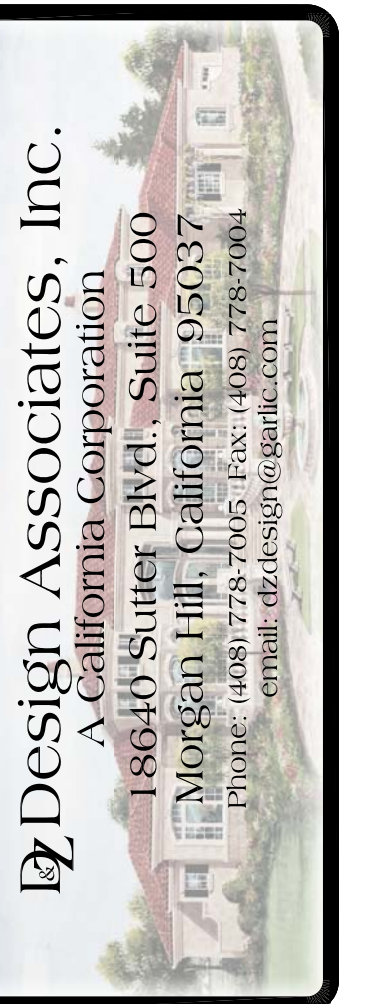 D&Z Design Associates, Inc.
A California Corporation
18640 Sutter Blvd., Suite 500
Morgan Hill, California 95037
Phone: (408) 778-7005 Fax: (408) 778-7004
email: dzdesign@garlic.com